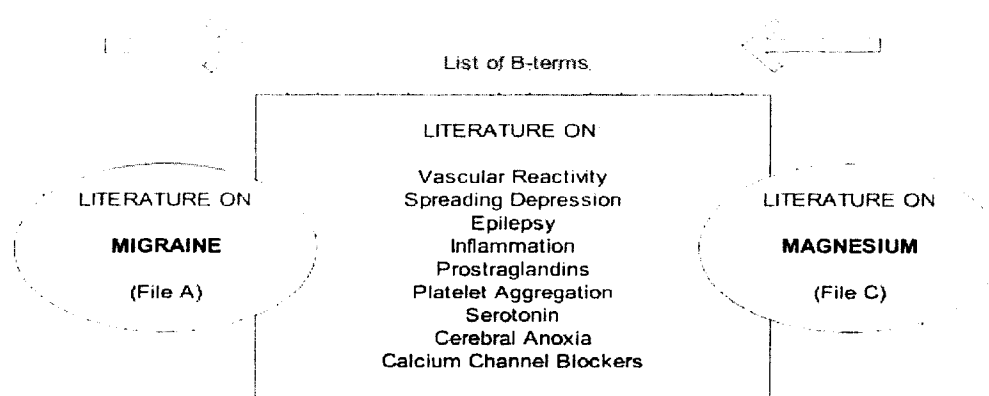 List of B-terms.
LITERATURE ON
Vascular Reactivity
Spreading Depression
Epilepsy
Inflammation
Prostraglandins
Platelet Aggregation
Serotonin
Cerebral Anoxia
Calcium Channel Blockers
LITERATURE ON
MIGRAINE
(File A)
LITERATURE ON
MAGNESIUM
(File C)